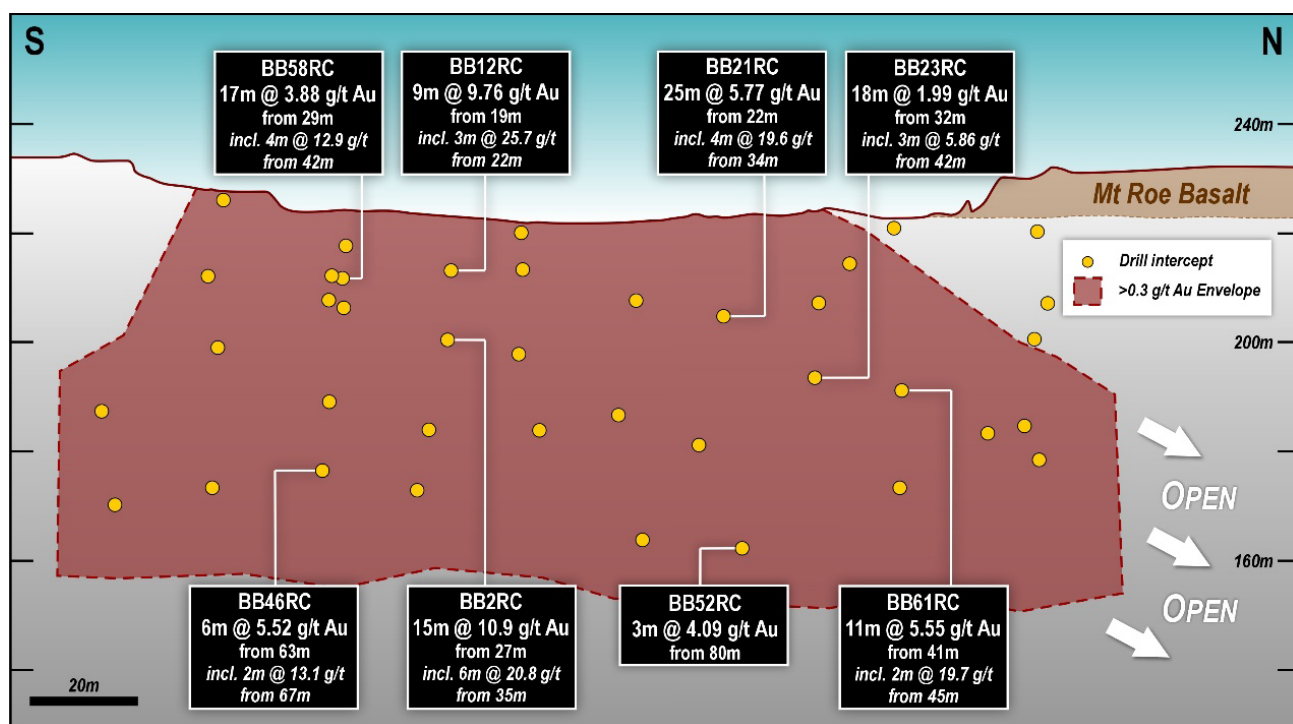 S
N
BB58RC
17m @ 3.88 g/t Au
from 29m
incl. 4m @ 12.9 g/t
from 42m
BB12RC
9m @ 9.76 g/t Au
from 19m
incl. 3m @ 25.7 g/t
from 22m
BB21RC
25m @ 5.77 g/t Au
from 22m
incl. 4m @ 19.6 g/t
from 34m
BB23RC
18m @ 1.99 g/t Au
from 32m
incl. 3m @ 5.86 g/t
from 42m
240m
Mt Roe Basalt
Drill intercept
>0.3 g/t Au Envelope
200m
OPEN
160m
OPEN
BB46RC
6m @ 5.52 g/t Au
from 63m
incl. 2m @ 13.1 g/t
from 67m
BB2RC
15m @ 10.9 g/t Au
from 27m
incl. 6m @ 20.8 g/t
from 35m
BB52RC
3m @ 4.09 g/t Au
from 80m
BB61RC
11m @ 5.55 g/t Au
from 41m
incl. 2m @ 19.7 g/t
from 45m
20m